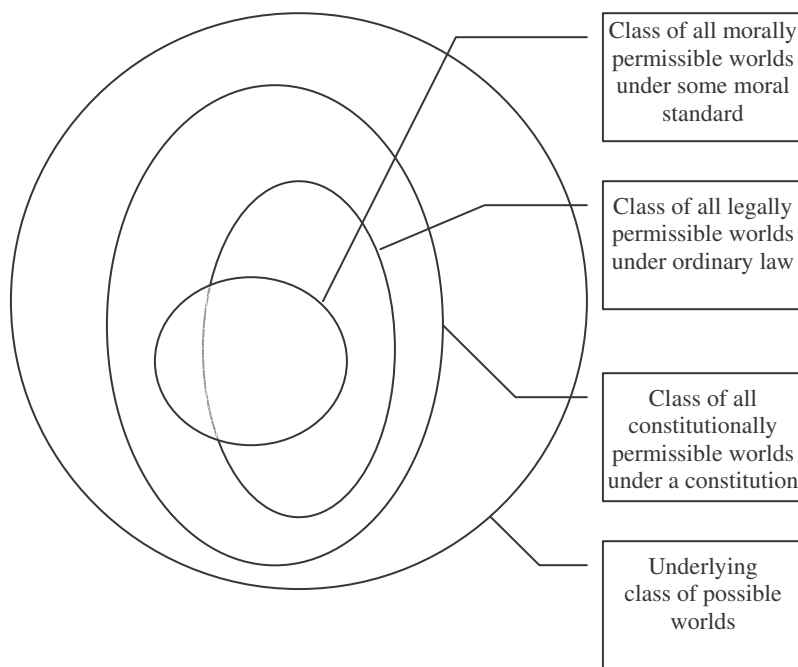 Class of all morally
permissible worlds
under some moral
standard
Class of all legally
permissible worlds
under ordinary law
Class of all
constitutionally
permissible worlds
under a constitution
Underlying
class of possible
worlds